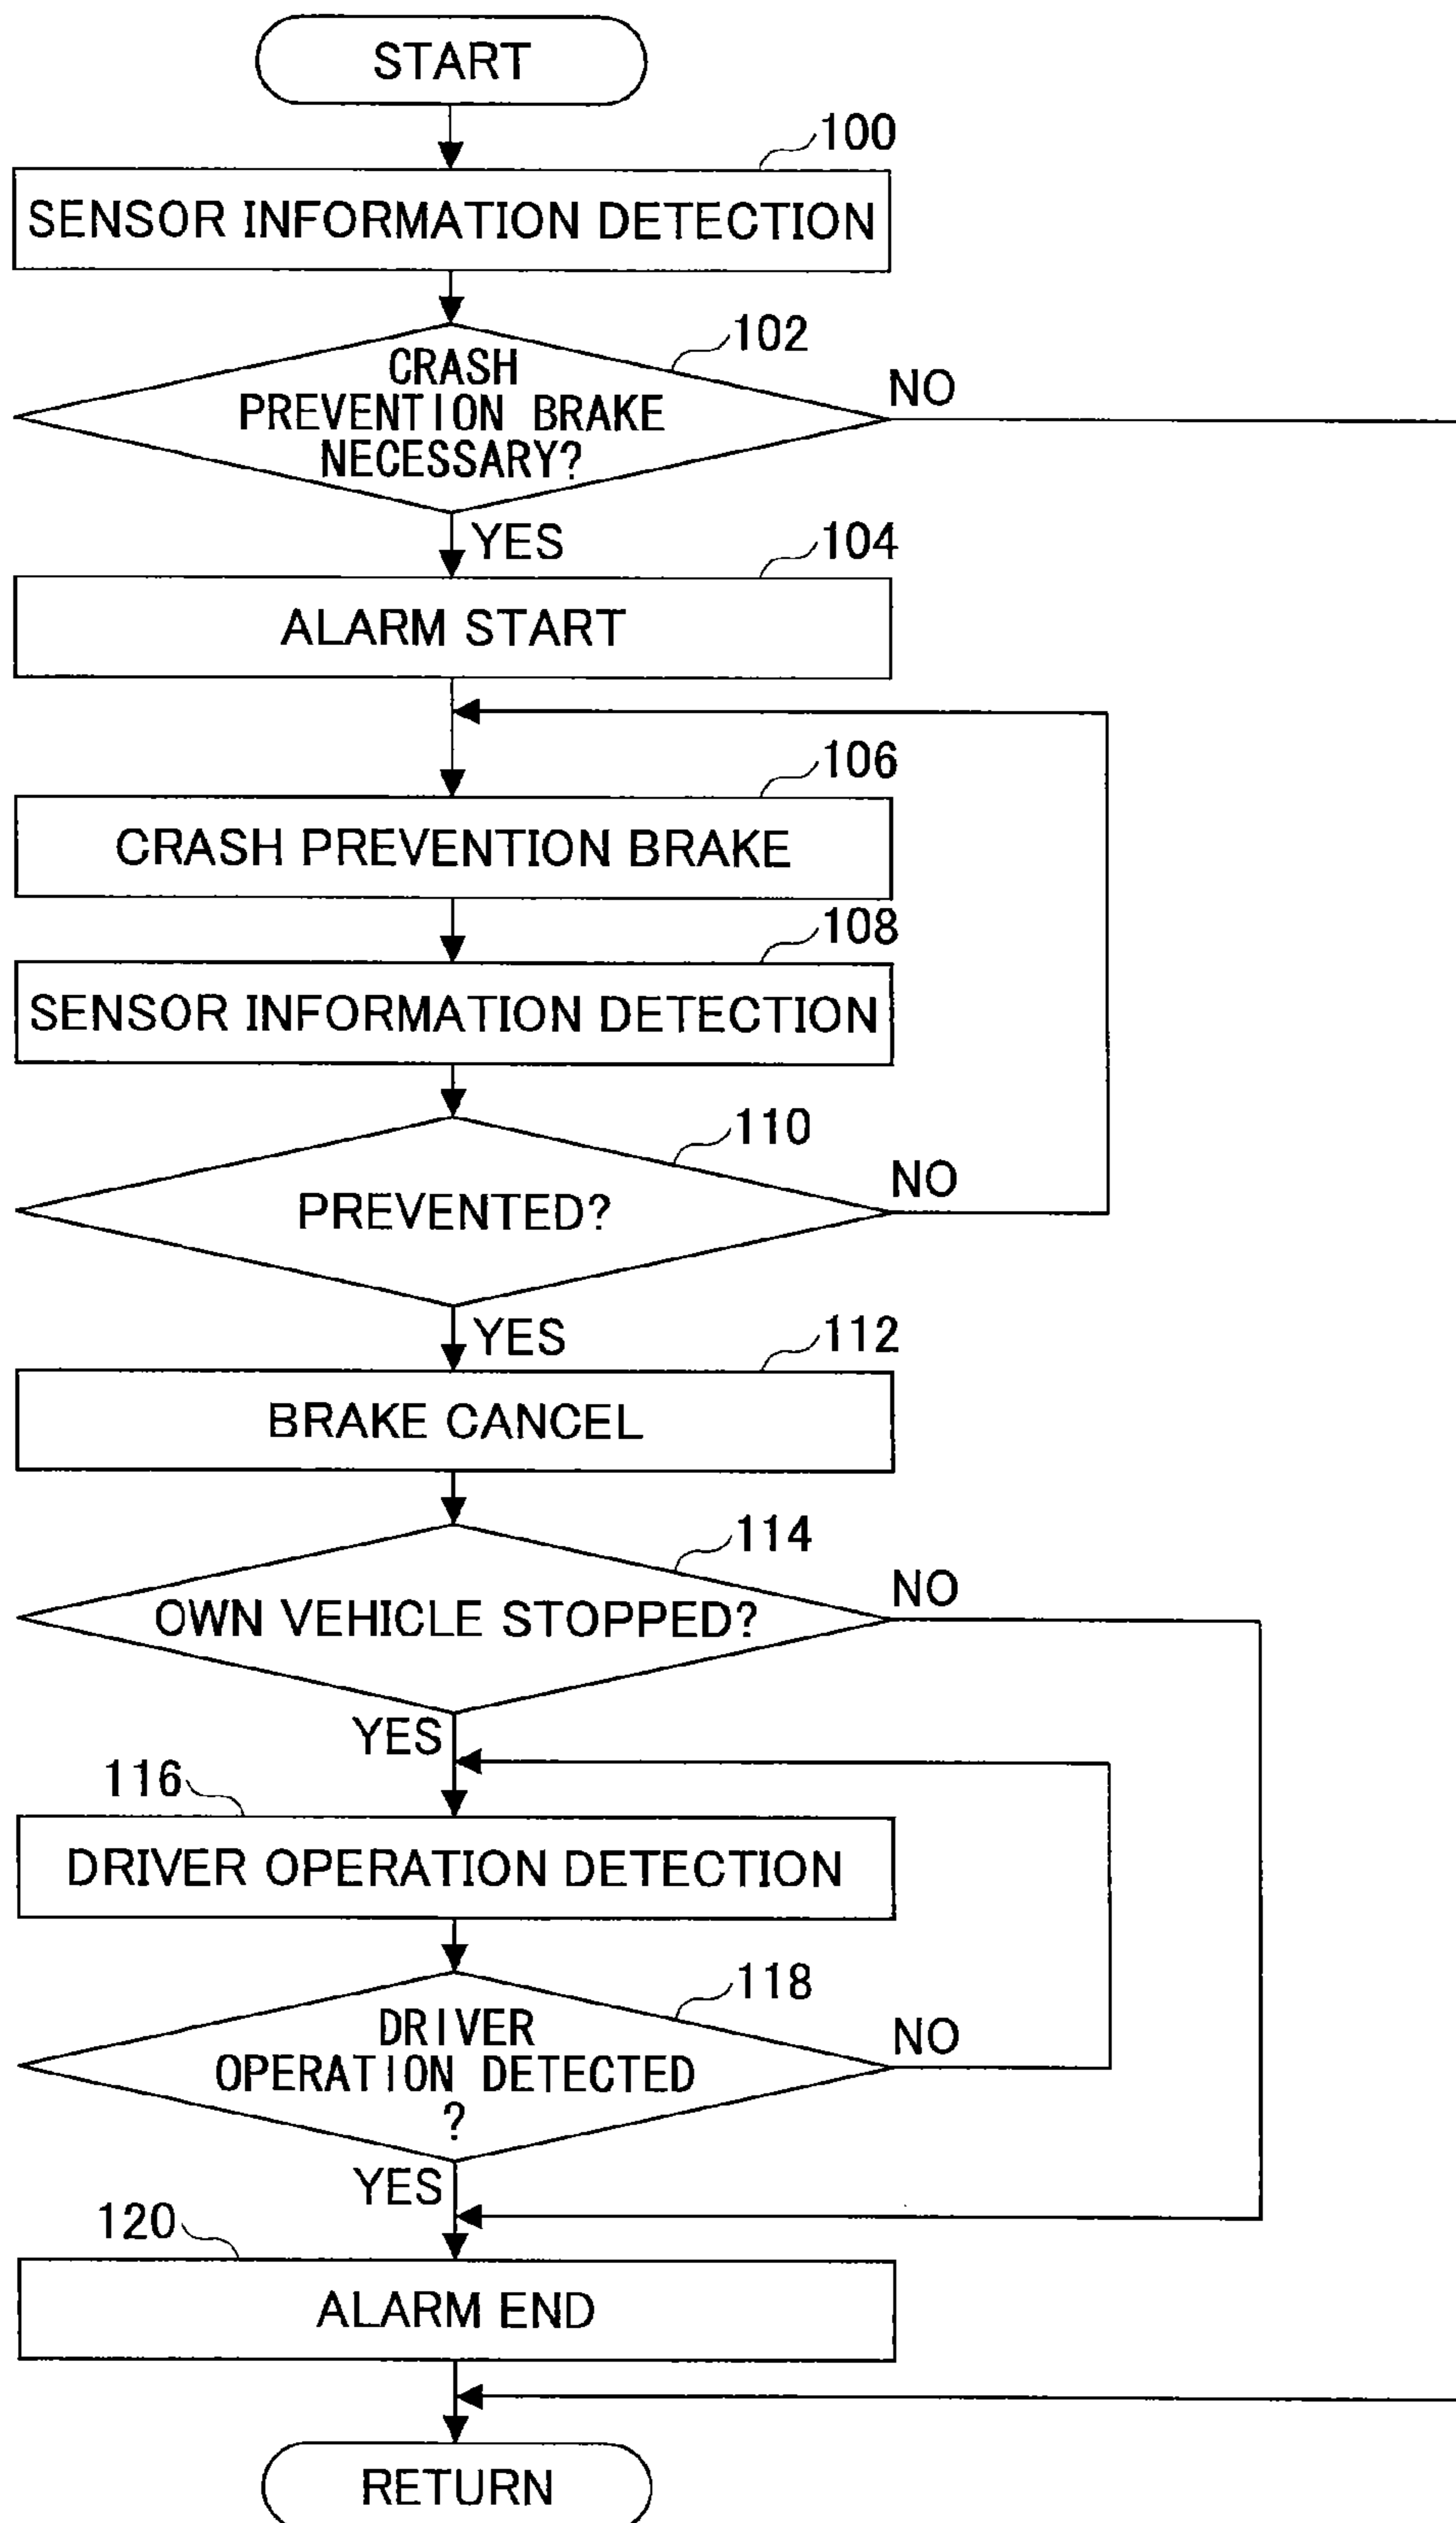 START
100
SENSOR INFORMATION DETECTION
102
CRASH
PREVENTION BRAKE
NECESSARY?
NO
YES
104
ALARM START
106
CRASH PREVENTION BRAKE
108
SENSOR INFORMATION DETECTION
110
PREVENTED?
NO
YES
112
BRAKE CANCEL
114
OWN VEHICLE STOPPED?
NO
YES
116
DRIVER OPERATION DETECTION
118
DRIVER
OPERATION DETECTED
?
NO
YES
120
ALARM END
RETURN